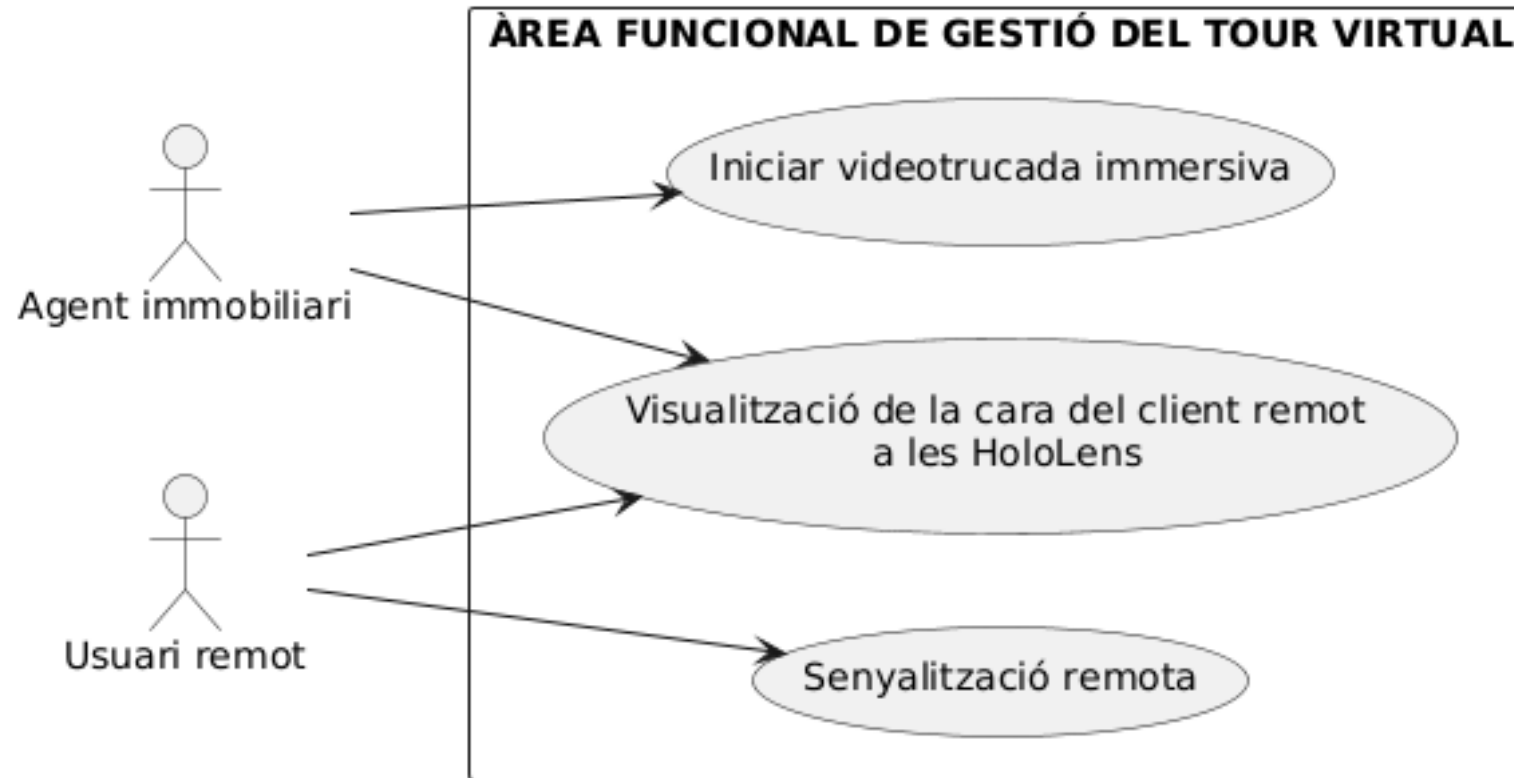 ÀREA FUNCIONAL DE GESTIÓ DEL TOUR VIRTUAL
Iniciar videotrucada immersiva
Agent immobiliari
Visualització de la cara del client remot
a les HoloLens
Usuari remot
Senyalització remota